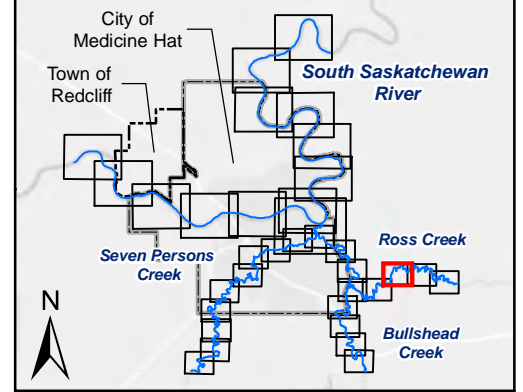 City of
Medicine Hat
Town of
Redcliff
South Saskatchewan
River
Seven Persons
Creek
Ross Creek
Bullshead
Creek
N